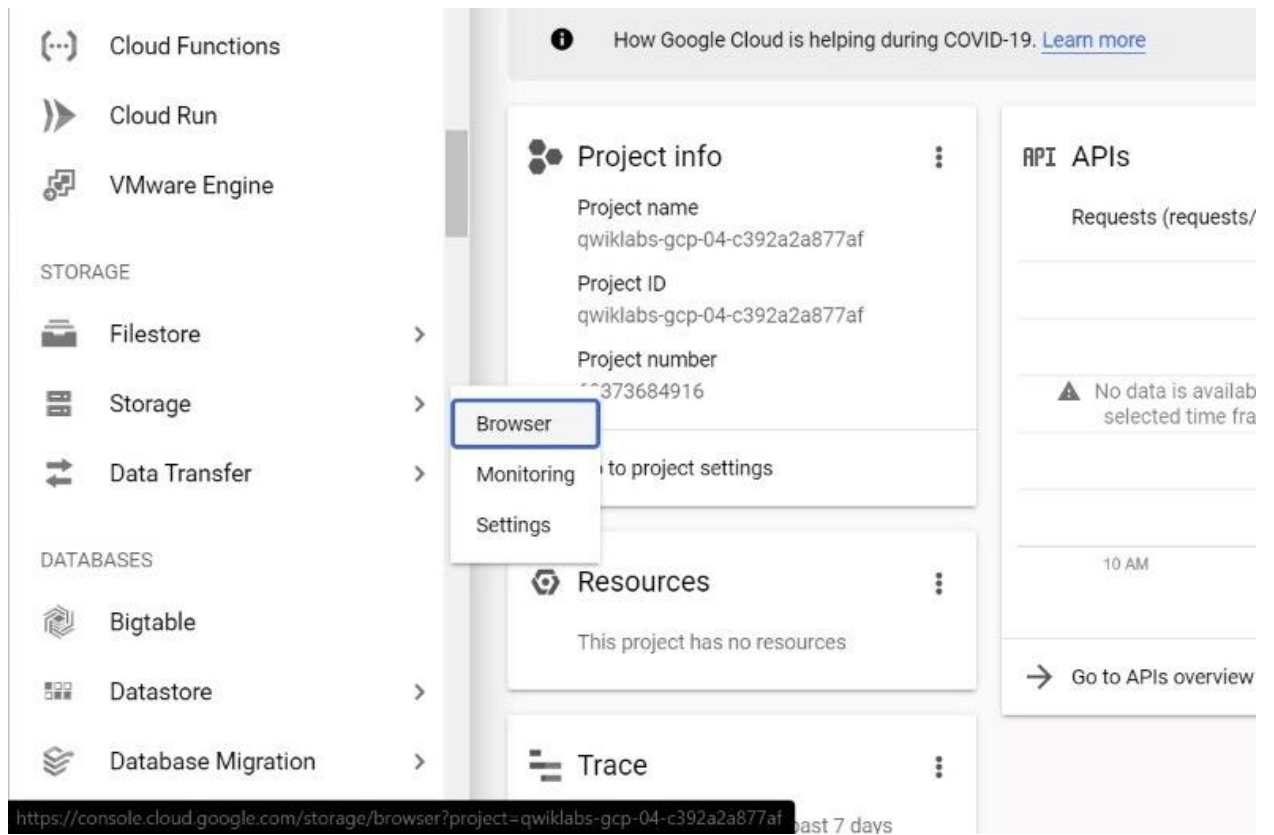 Cloud Functions
Cloud Run
VMware Engine
STORAGE
Filestore
Storage
Data Transfer
DATABASES
Bigtable
Datastore
Database Migration
Browser
Monitoring
Settings
How Google Cloud is helping during COVID-19. Learn more
Project info
Project name
qwiklabs-gcp-04-c392a2a877af
Project ID
qwiklabs-gcp-04-c392a2a877af
Project number
373684916
to project settings
Resources
This project has no resources
Trace
past 7 days
API APIs
Requests (requests/
No data is availab
selected time fra
10 AM
Go to APIs overview
https://console.cloud.google.com/storage/browser?project=qwiklabs-gcp-04-c392a2a877af